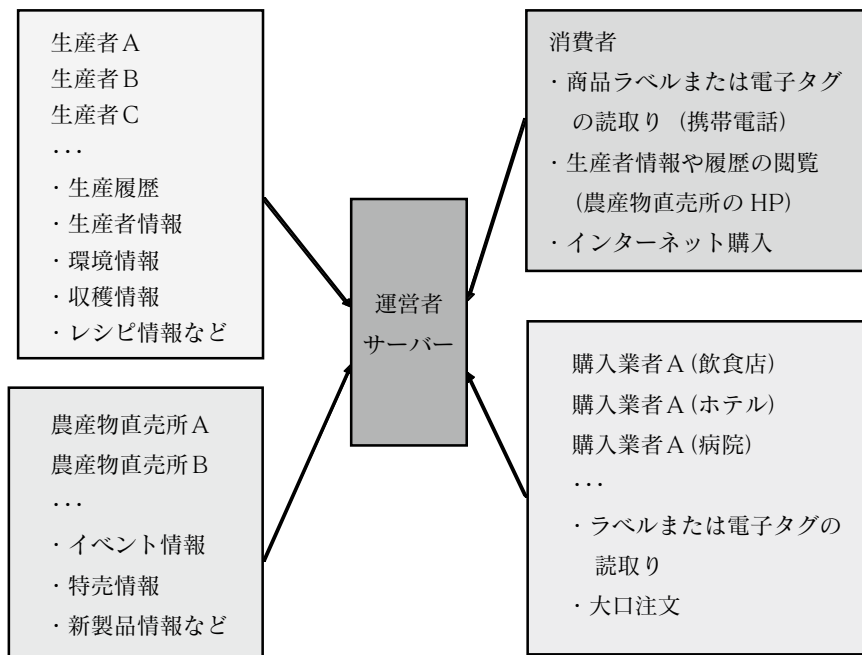 生産者A
生産者B
生産者C
･･･
・生産履歴
・生産者情報
・環境情報
・収穫情報
・レシピ情報など
農産物直売所A
農産物直売所B
･･･
・イベント情報
・特売情報
・新製品情報など
運営者
サーバー
消費者
・商品ラベルまたは電子タグ
の読取り（携帯電話）
・生産者情報や履歴の閲覧
(農産物直売所の HP)
・インターネット購入
購入業者A (飲食店)
購入業者A (ホテル)
購入業者A (病院)
･･･
・ラベルまたは電子タグの
読取り
・大口注文